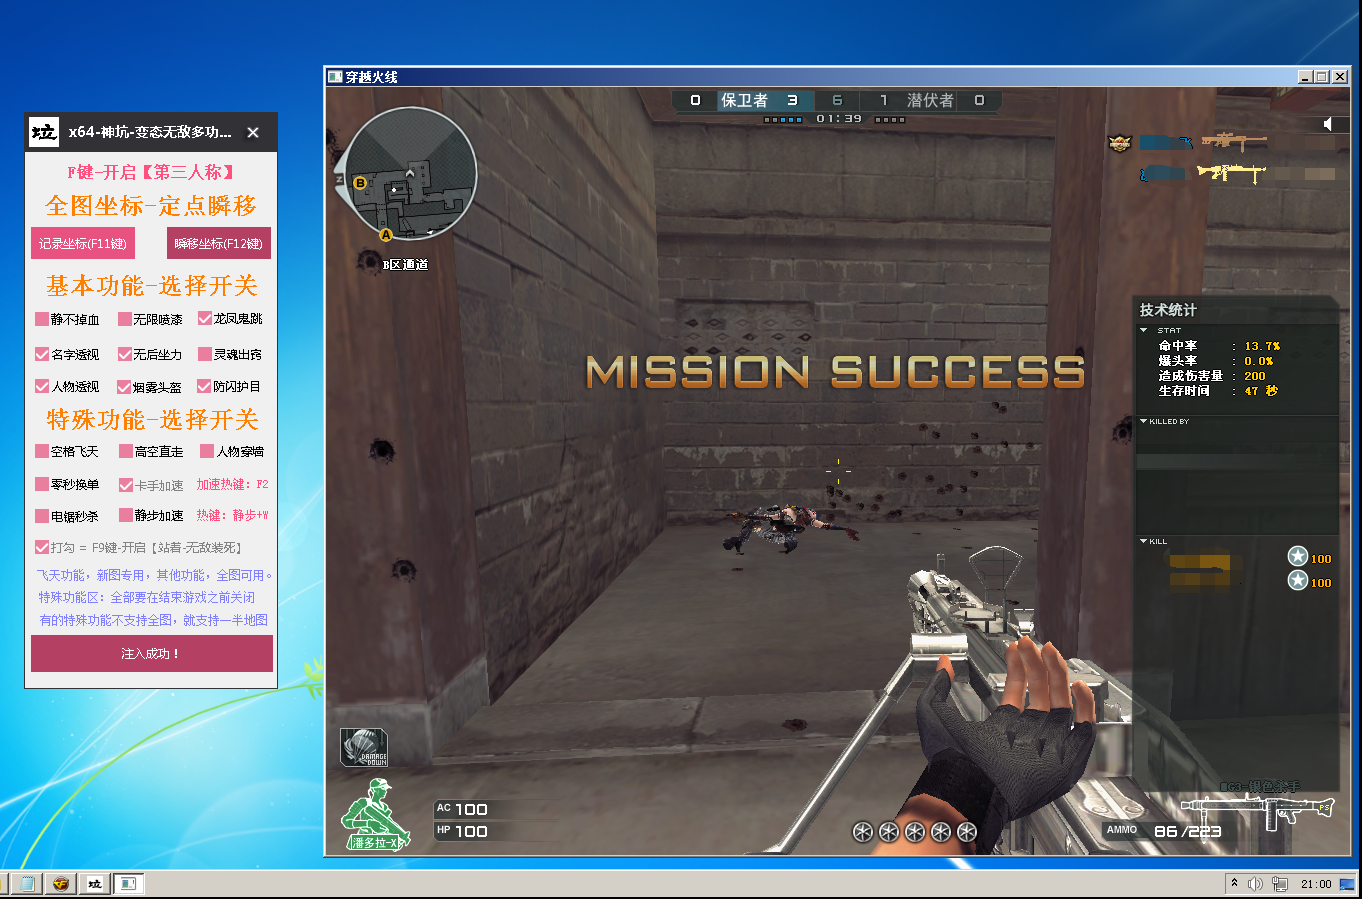 x64-神坑-变态无敌多功...
F键-开启【第三人称】
全图坐标-定点瞬移
记录坐标(F11键)
瞬移坐标(F12键)
基本功能-选择开关
静不掉血 无限喷漆 龙凤鬼跳
名字透视 无后坐力 灵魂出窍
人物透视 烟雾头盔 防闪护目
特殊功能-选择开关
空格飞天 高空直走 人物穿墙
零秒换单 卡手加速 加速热键: F2
电锯秒杀 静步加速 热键: 静步+W
打勾 = F9键-开启【站着-无敌装死】
飞天功能，新图专用，其他功能，全图可用。
特殊功能区: 全部要在结束游戏之前关闭
有的特殊功能不支持全图，就支持一半地图
注入成功！
穿越火线
0 保卫者 3 6 1 潜伏者 0
01:39
N
B
A
B区通道
MISSION SUCCESS
技术统计
STAT
命中率 : 13.7%
爆头率 : 0.0%
造成伤害量 : 200
生存时间 : 47 秒
KILLED BY
KILL
100
100
DAMAGE DOWN
潘多拉-X
AC 100
HP 100
MG3-银色杀手
AMMO 86/223
21:00